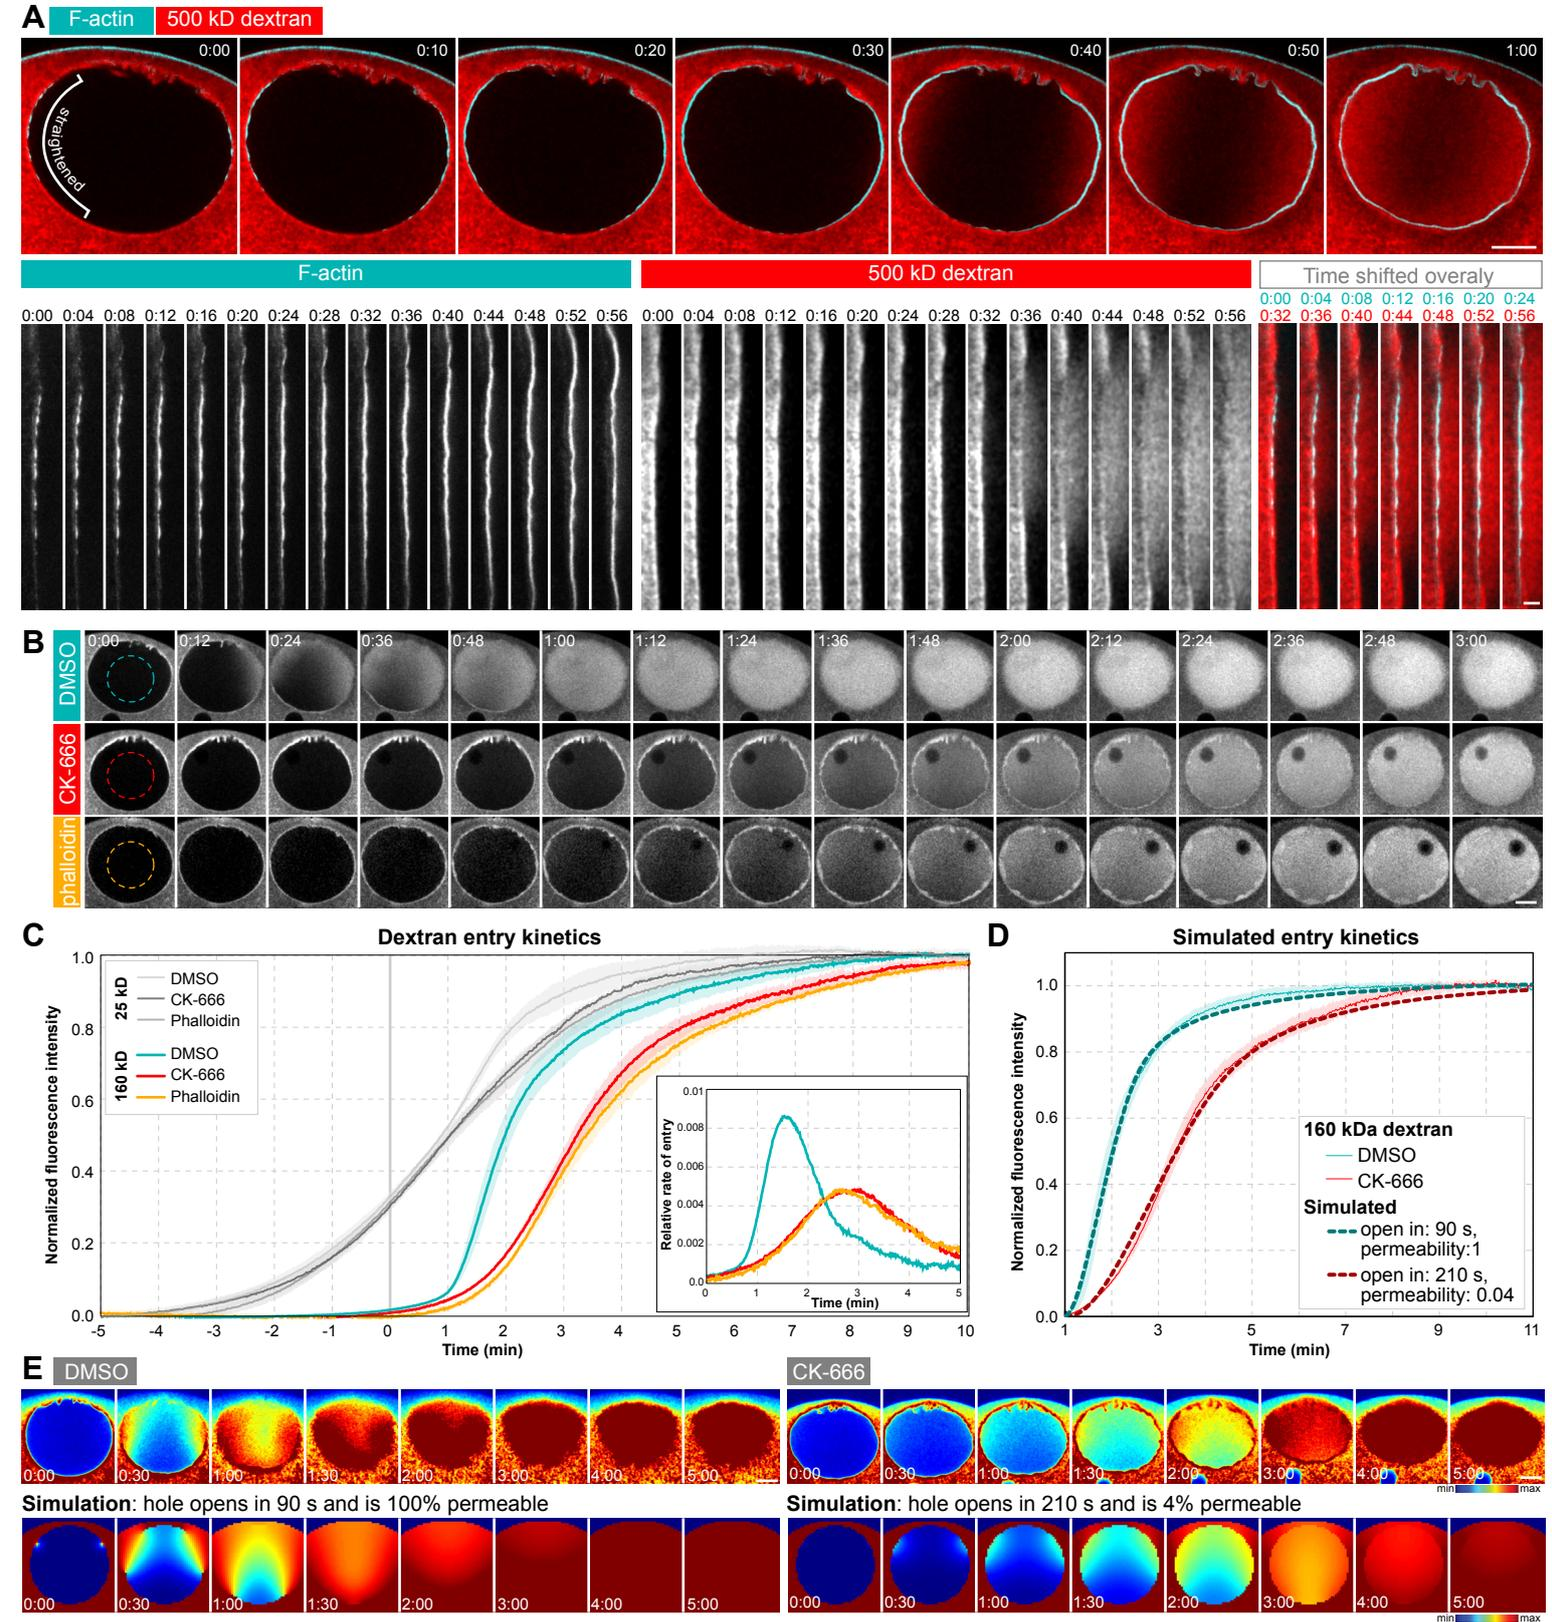 A F-actin 500 kD dextran
0:00 0:10 0:20 0:30 0:40 0:50 1:00
straightened
F-actin 500 kD dextran Time shifted overaly
0:00 0:04 0:08 0:12 0:16 0:20 0:24
0:00 0:04 0:08 0:12 0:16 0:20 0:24 0:28 0:32 0:36 0:40 0:44 0:48 0:52 0:56 0:00 0:04 0:08 0:12 0:16 0:20 0:24 0:28 0:32 0:36 0:40 0:44 0:48 0:52 0:56 0:32 0:36 0:40 0:44 0:48 0:52 0:56
B DMSO 0:00 0:12 0:24 0:36 0:48 1:00 1:12 1:24 1:36 1:48 2:00 2:12 2:24 2:36 2:48 3:00
CK-666
phalloidin
C Dextran entry kinetics
Normalized fluorescence intensity
1.0
0.8
0.6
0.4
0.2
0.0
25 kD
DMSO
CK-666
Phalloidin
160 kD
DMSO
CK-666
Phalloidin
Relative rate of entry
0.01
0.008
0.006
0.004
0.002
0.0
0 1 2 3 4 5
Time (min)
-5 -4 -3 -2 -1 0 1 2 3 4 5 6 7 8 9 10
Time (min)
D Simulated entry kinetics
Normalized fluorescence intensity
1.0
0.8
0.6
0.4
0.2
0.0
160 kDa dextran
DMSO
CK-666
Simulated
open in: 90 s,
permeability:1
open in: 210 s,
permeability: 0.04
1 3 5 7 9 11
Time (min)
E DMSO CK-666
0:00 0:30 1:00 1:30 2:00 3:00 4:00 5:00 0:00 0:30 1:00 1:30 2:00 3:00 4:00 5:00
min max
Simulation: hole opens in 90 s and is 100% permeable Simulation: hole opens in 210 s and is 4% permeable
0:00 0:30 1:00 1:30 2:00 3:00 4:00 5:00 0:00 0:30 1:00 1:30 2:00 3:00 4:00 5:00
min max